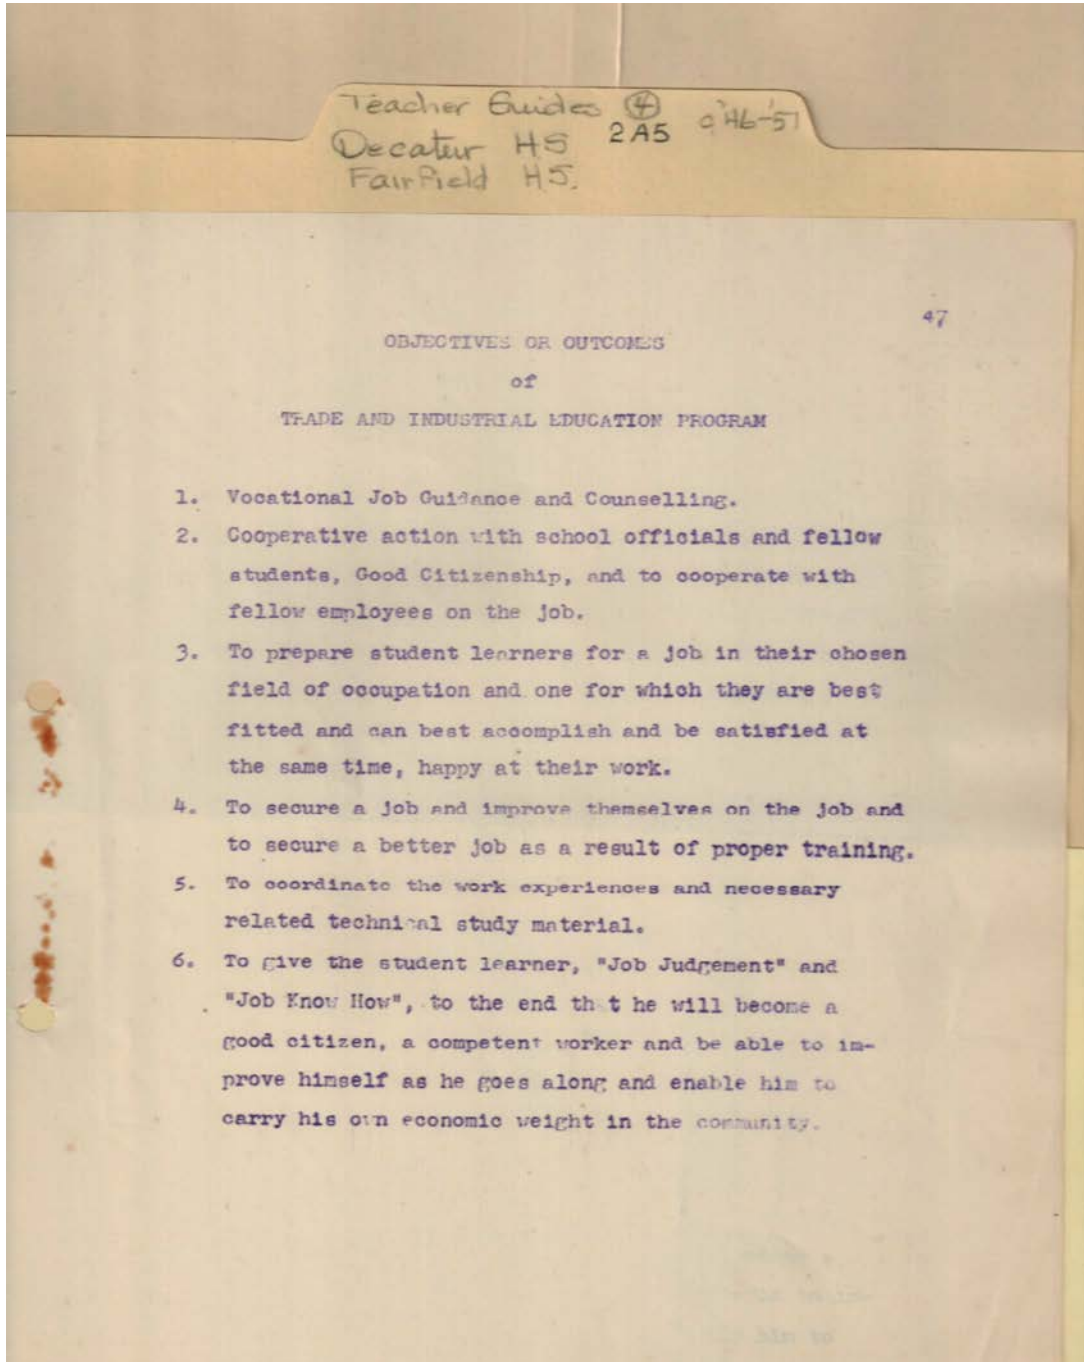 Teacher Guides 4
2A5 c '46-'51
Decatur HS
Fairfield H.S.
47
OBJECTIVES OR OUTCOMES
of
TRADE AND INDUSTRIAL EDUCATION PROGRAM
1. Vocational Job Guidance and Counselling.
2. Cooperative action with school officials and fellow
students, Good Citizenship, and to cooperate with
fellow employees on the job.
3. To prepare student learners for a job in their chosen
field of occupation and one for which they are best
fitted and can best accomplish and be satisfied at
the same time, happy at their work.
4. To secure a job and improve themselves on the job and
to secure a better job as a result of proper training.
5. To coordinate the work experiences and necessary
related technical study material.
6. To give the student learner, "Job Judgement" and
"Job Know How", to the end that he will become a
good citizen, a competent worker and be able to im-
prove himself as he goes along and enable him to
carry his own economic weight in the community.